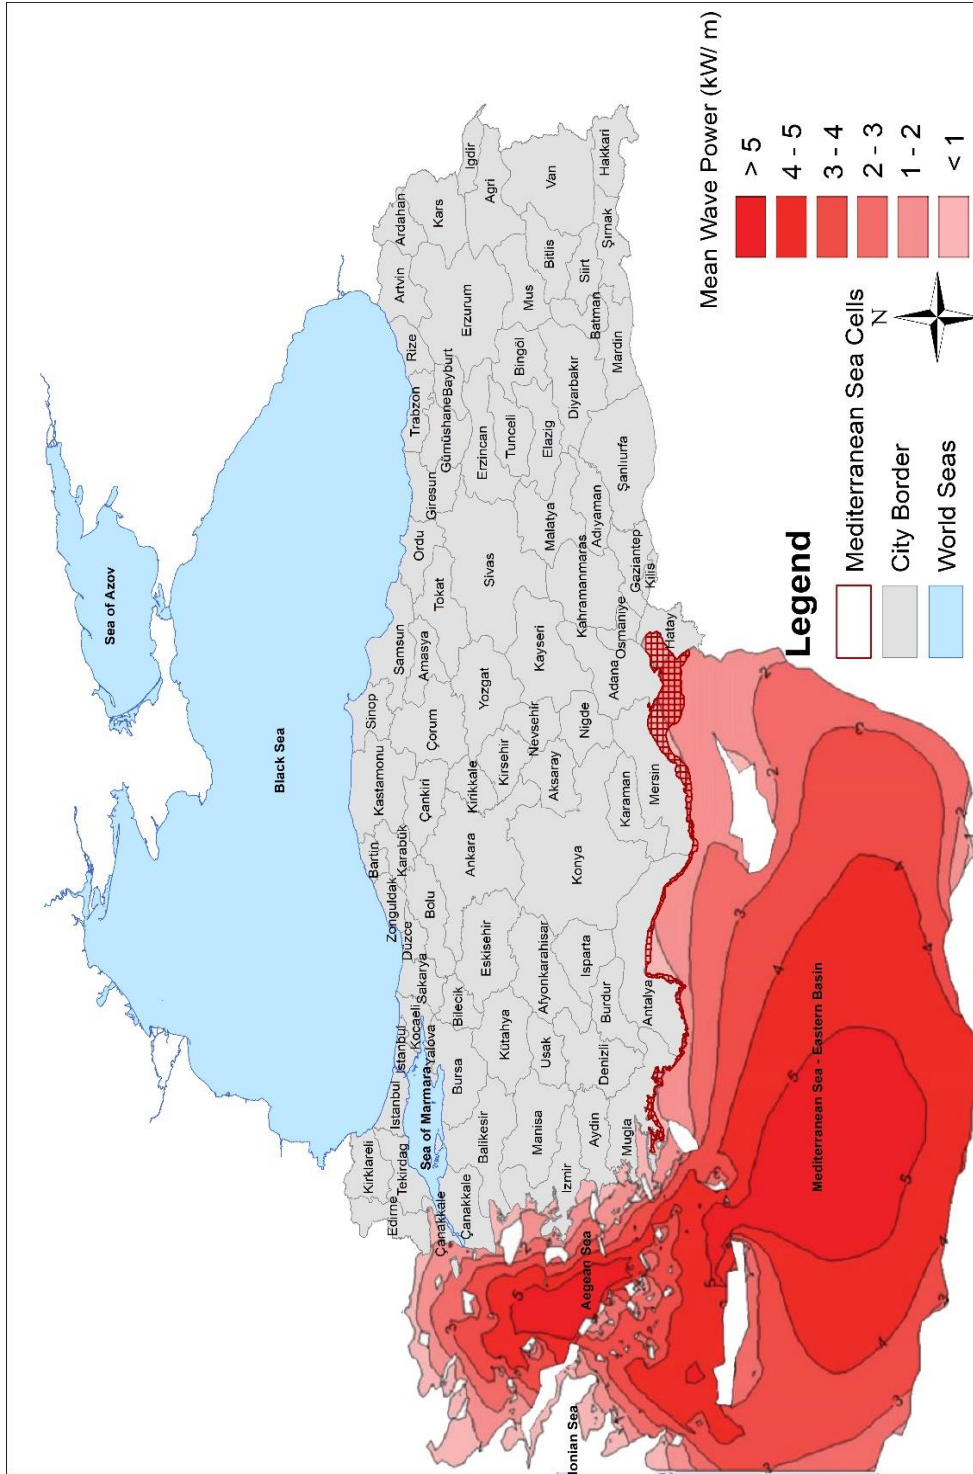 Sea of Azov
Black Sea
Kirklareli
Edirne
Tekirdag
Istanbul
Istanbul
Kocaeli
Sea of Marmara
Yalova
Sakarya
Düzce
Zonguldak
Bartin
Karabük
Kastamonu
Sinop
Samsun
Ordu
Giresun
Trabzon
Rize
Artvin
Ardahan
Kars
Igdir
Agri
Çanakkale
Çanakkale
Balikesir
Bursa
Bilecik
Bolu
Çankiri
Çorum
Amasya
Tokat
Gümüshane
Bayburt
Erzurum
Erzincan
Kütahya
Eskisehir
Ankara
Kirikkale
Kirsehir
Yozgat
Sivas
Tunceli
Bingöl
Mus
Bitlis
Van
Manisa
Usak
Afyonkarahisar
Konya
Aksaray
Nevsehir
Kayseri
Malatya
Elazig
Diyarbakır
Batman
Siirt
Şırnak
Hakkari
Izmir
Aydin
Denizli
Burdur
Isparta
Karaman
Nigde
Adana
Kahramanmaras
Adıyaman
Şanlıurfa
Mardin
Mugla
Antalya
Mersin
Osmaniye
Gaziantep
Kilis
Hatay
Aegean Sea
Ionian Sea
Mediterranean Sea - Eastern Basin
Legend
Mediterranean Sea Cells
City Border
World Seas
N
Mean Wave Power (kW/ m)
> 5
4 - 5
3 - 4
2 - 3
1 - 2
< 1